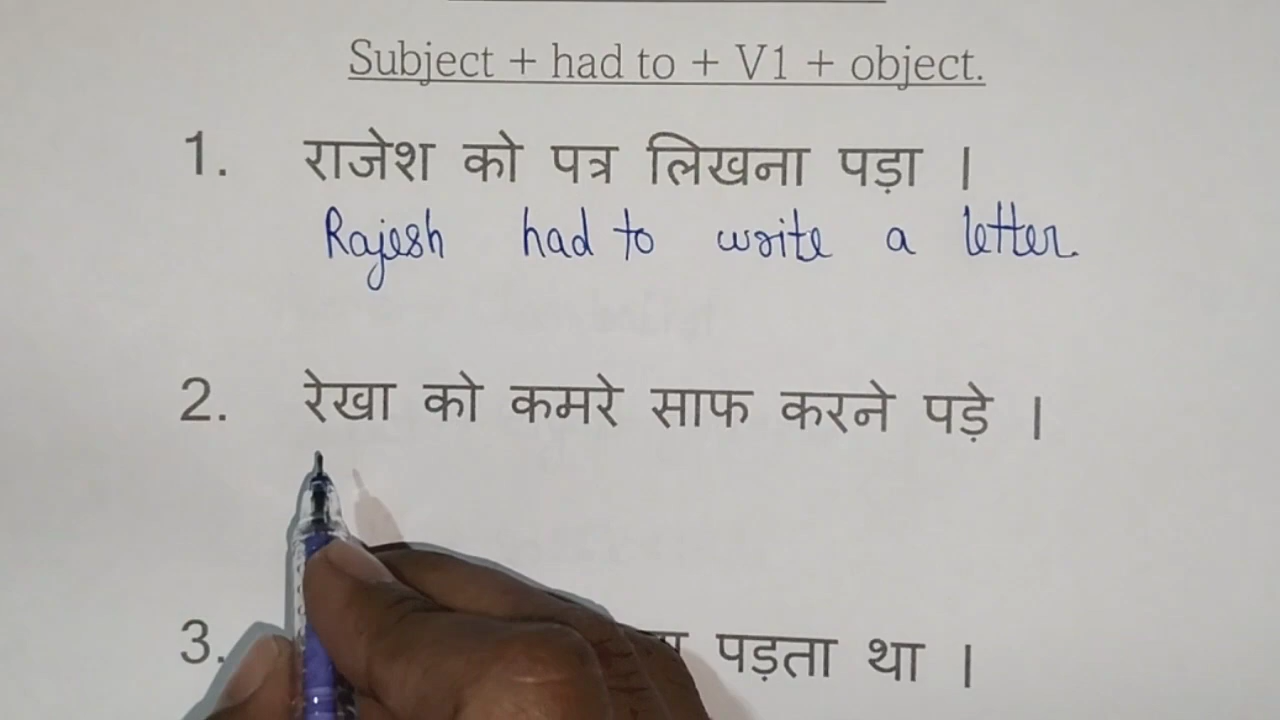 Subject + had to + V1 + object.
1. राजेश को पत्र लिखना पड़ा ।
Rajesh had to write a letter.
2. रेखा को कमरे साफ करने पड़े ।
3. पड़ता था ।